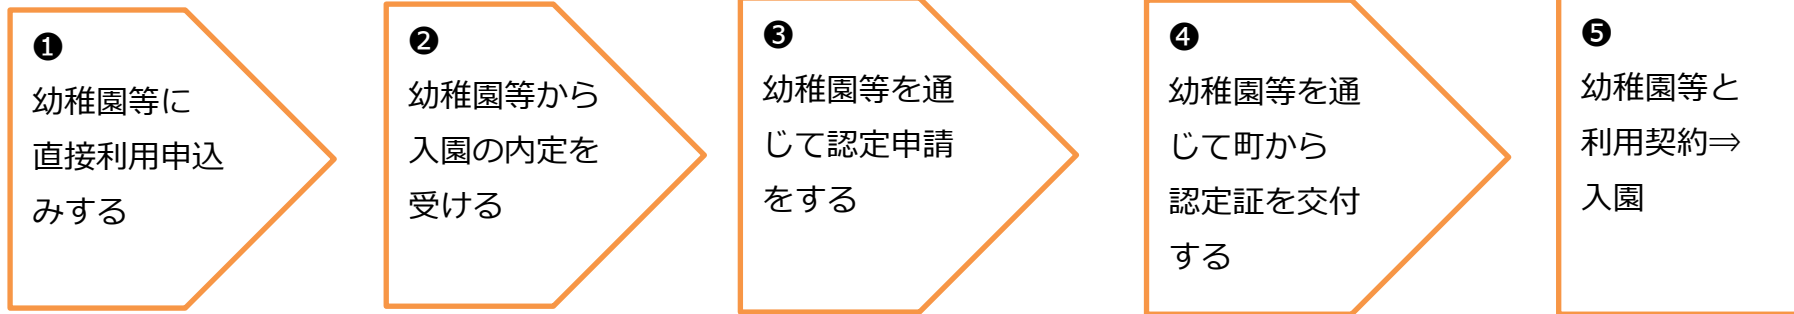 ❶
幼稚園等に
直接利用申込
みする
❷
幼稚園等から
入園の内定を
受ける
❸
幼稚園等を通
じて認定申請
をする
❹
幼稚園等を通
じて町から
認定証を交付
する
❺
幼稚園等と
利用契約⇒
入園